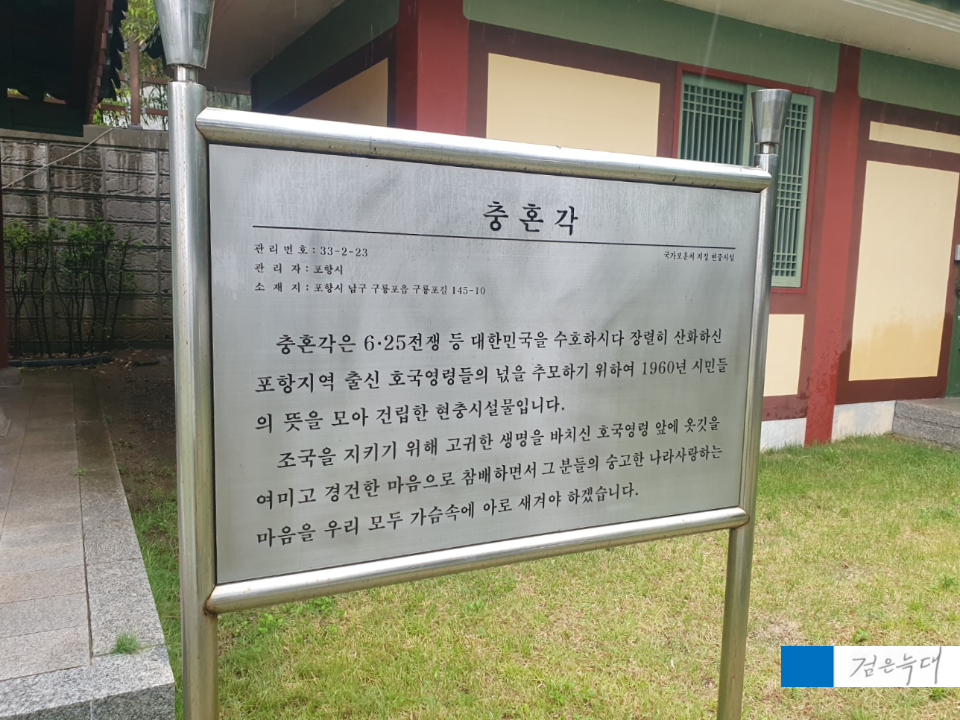 충혼각
관리번호 : 33-2-23
국가보훈처 지정 현충시설
관 리 자 : 포항시
소 재 지 : 포항시 남구 구룡포읍 구룡포길 145-10
충혼각은 6·25전쟁 등 대한민국을 수호하시다 장렬히 산화하신
포항지역 출신 호국영령들의 넋을 추모하기 위하여 1960년 시민들
의 뜻을 모아 건립한 현충시설물입니다.
조국을 지키기 위해 고귀한 생명을 바치신 호국영령 앞에 옷깃을
여미고 경건한 마음으로 참배하면서 그 분들의 숭고한 나라사랑하는
마음을 우리 모두 가슴속에 아로 새겨야 하겠습니다.
검은늑대